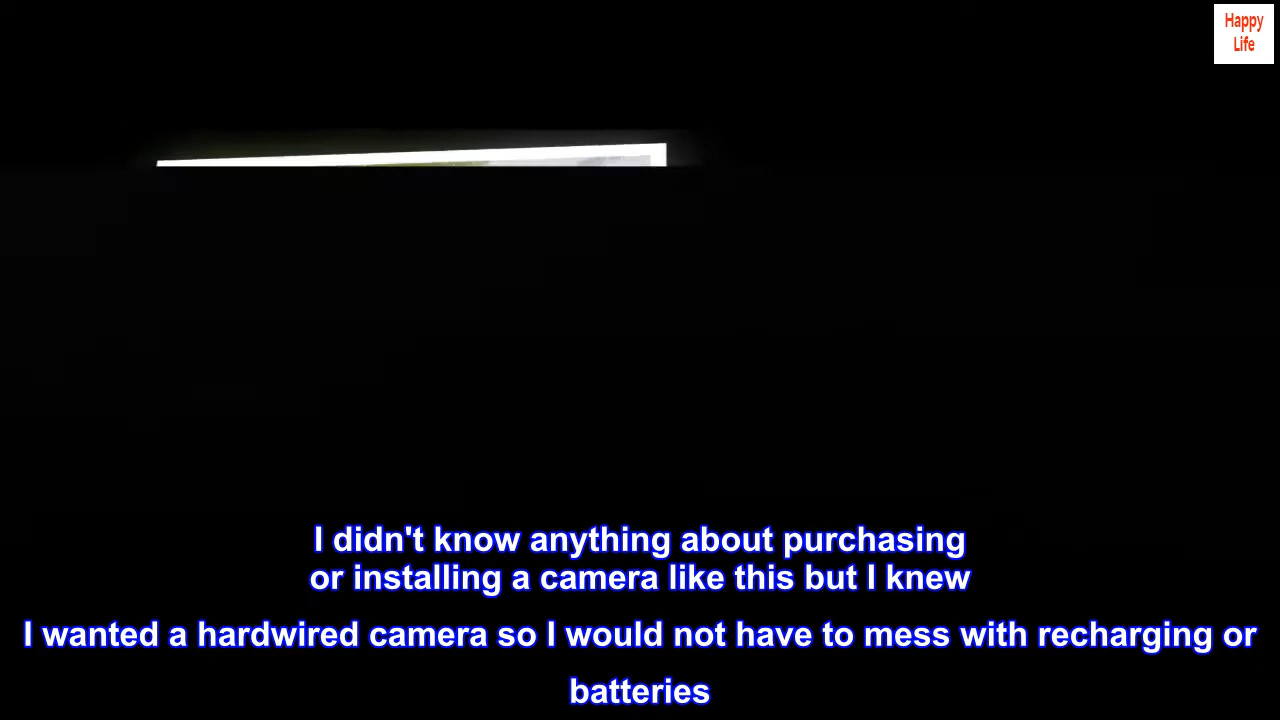 Happy
Life
I didn't know anything about purchasing
or installing a camera like this but I knew
I wanted a hardwired camera so I would not have to mess with recharging or
batteries